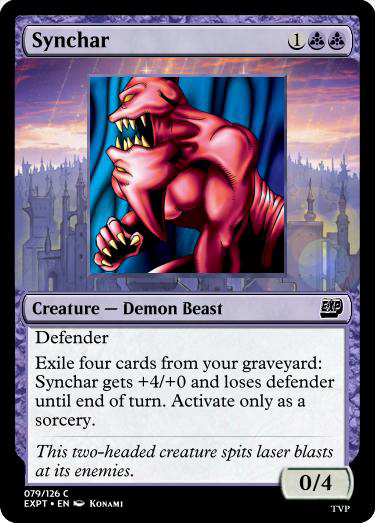 Synchar 1
Creature — Demon Beast EXP
Defender
Exile four cards from your graveyard:
Synchar gets +4/+0 and loses defender
until end of turn. Activate only as a
sorcery.
This two-headed creature spits laser blasts
at its enemies.
0/4
079/126 C
EXPT • EN KONAMI
TVP